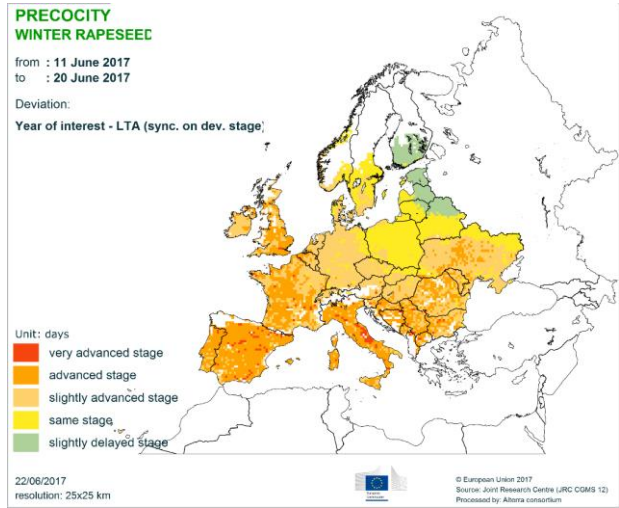 PRECOCITY
WINTER RAPESEED
from : 11 June 2017
to : 20 June 2017
Deviation:
Year of interest - LTA (sync. on dev. stage)
Unit: days
very advanced stage
advanced stage
slightly advanced stage
same stage
slightly delayed stage
22/06/2017
resolution: 25x25 km
© European Union 2017
Source: Joint Research Centre (JRC CGMS 12)
Processed by: Alterra consortium